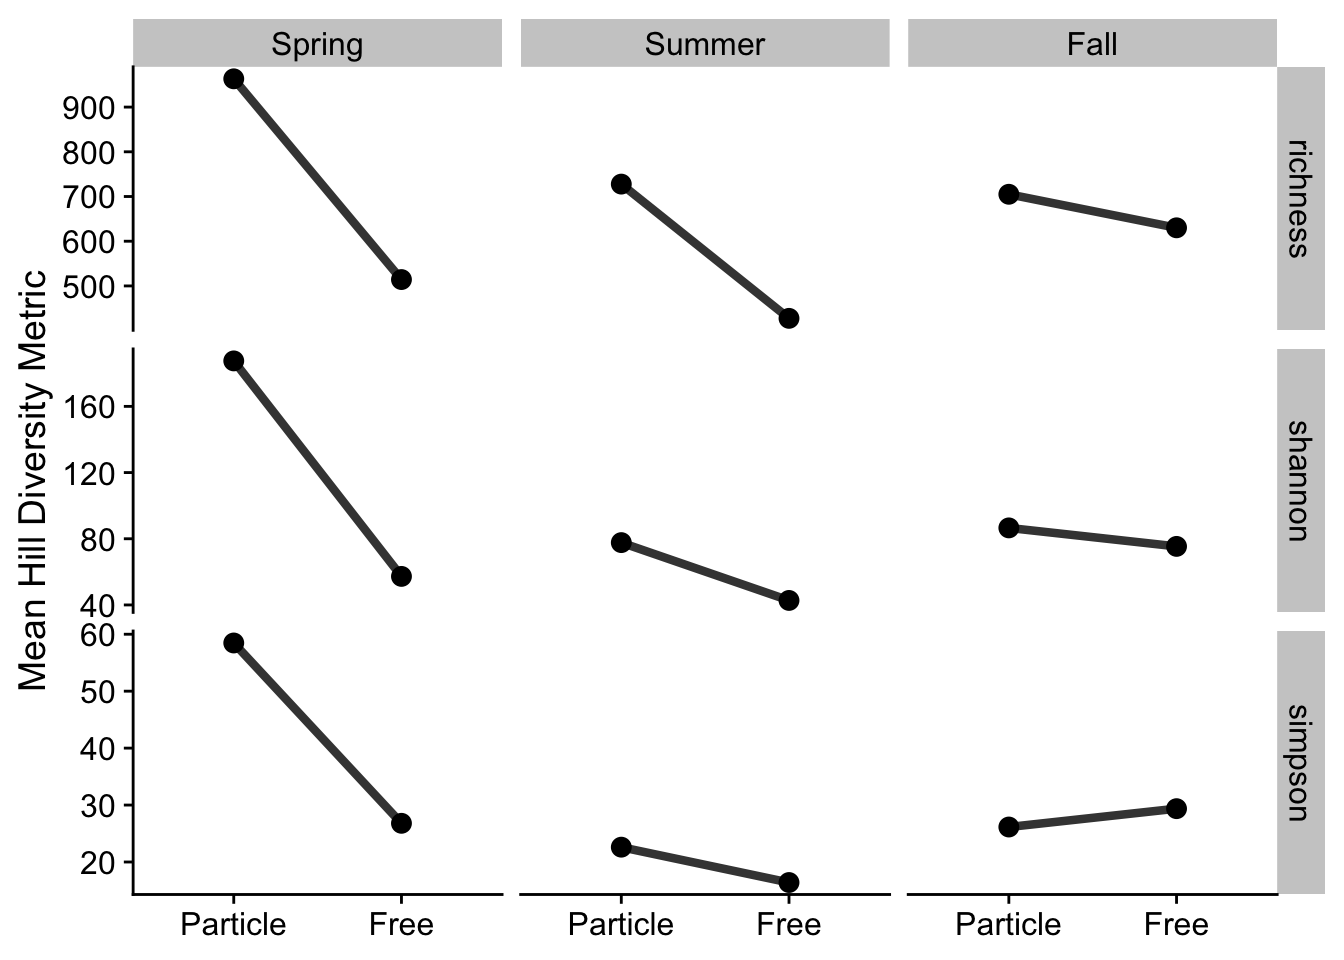 Spring
Summer
Fall
Mean Hill Diversity Metric
900
800
700
600
500
richness
160
120
80
40
shannon
60
50
40
30
20
simpson
Particle
Free
Particle
Free
Particle
Free